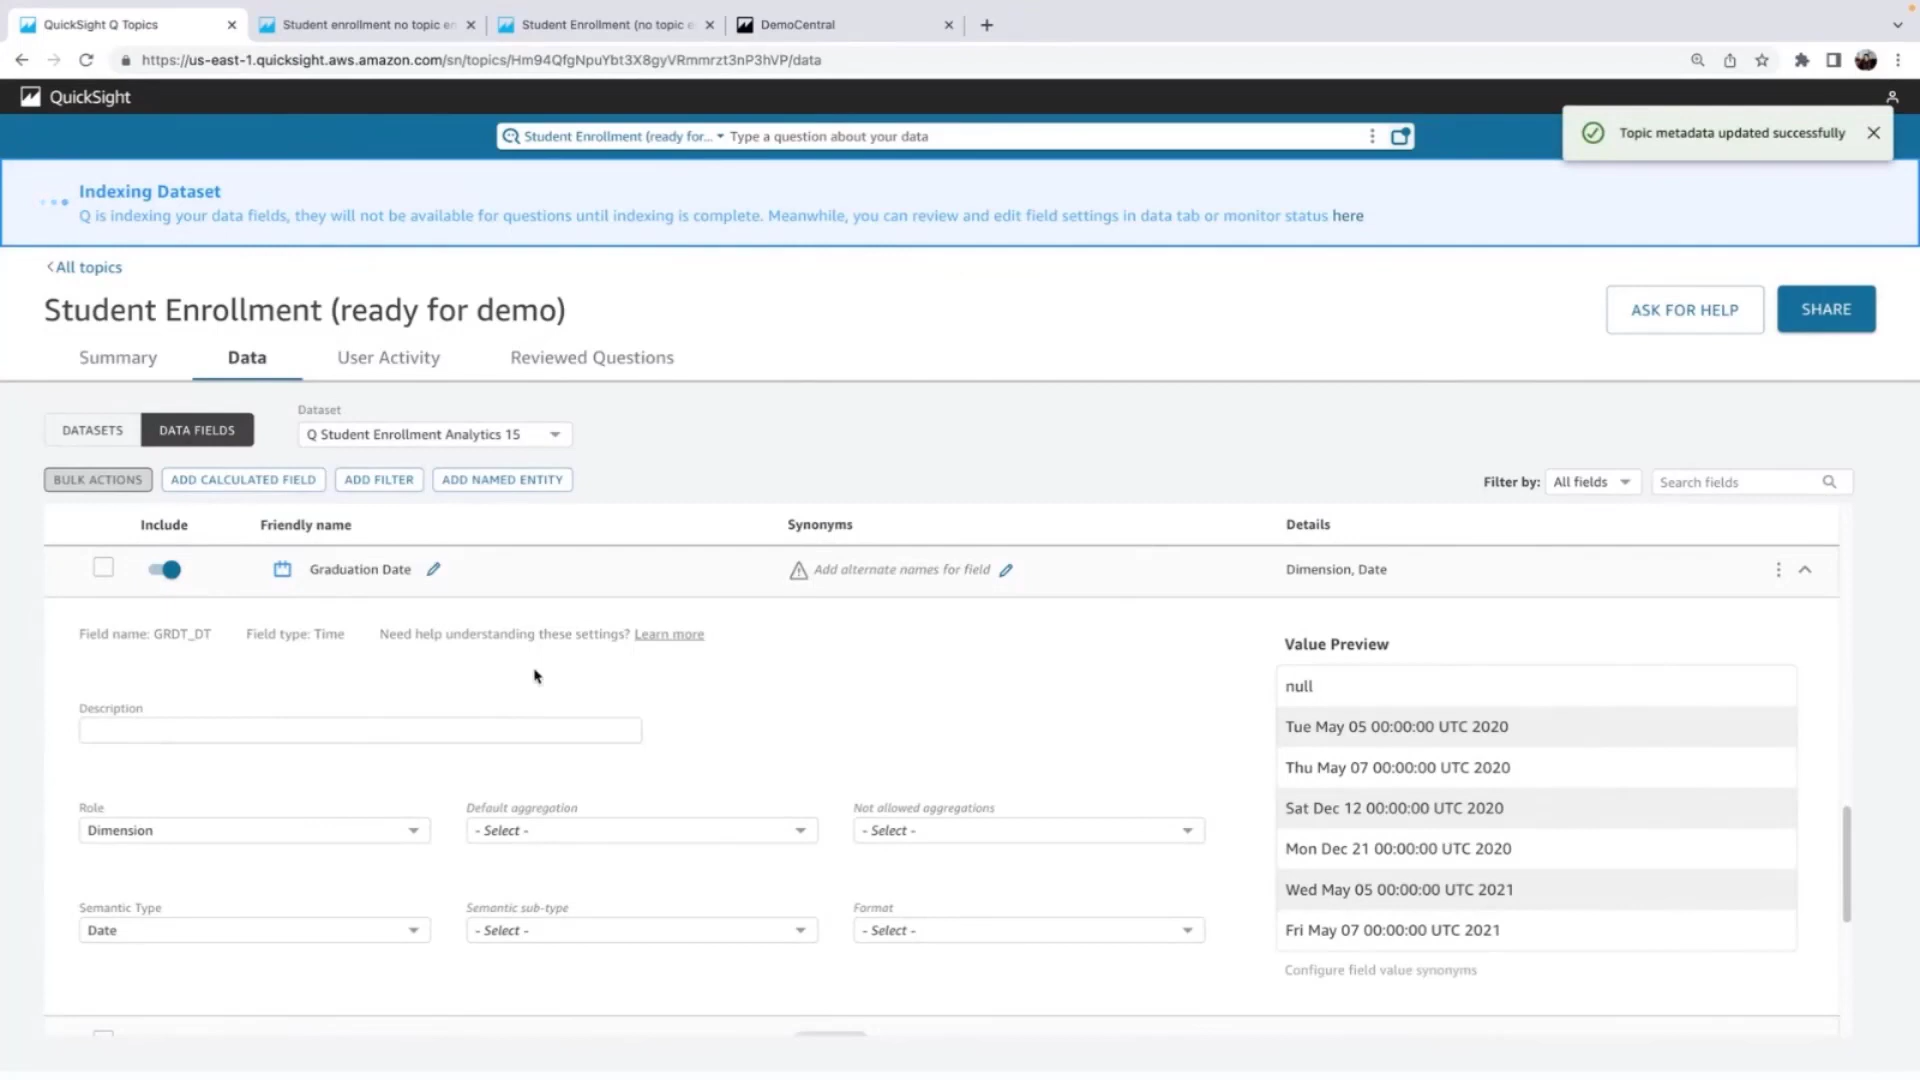 QuickSight Q Topics
Student enrollment no topic en
Student Enrollment (no topic e
DemoCentral
https://us-east-1.quicksight.aws.amazon.com/sn/topics/Hm94QfgNpuYbt3X8gyVRmmrzt3nP3hVP/data
QuickSight
Student Enrollment (ready for... Type a question about your data
Topic metadata updated successfully
Indexing Dataset
Q is indexing your data fields, they will not be available for questions until indexing is complete. Meanwhile, you can review and edit field settings in data tab or monitor status here
All topics
Student Enrollment (ready for demo)
ASK FOR HELP
SHARE
Summary
Data
User Activity
Reviewed Questions
Dataset
DATASETS
DATA FIELDS
Q Student Enrollment Analytics 15
BULK ACTIONS
ADD CALCULATED FIELD
ADD FILTER
ADD NAMED ENTITY
Filter by:
All fields
Search fields
Include
Friendly name
Synonyms
Details
Graduation Date
Add alternate names for field
Dimension, Date
Field name: GRDT_DT
Field type: Time
Need help understanding these settings? Learn more
Description
Role
Dimension
Default aggregation
- Select -
Not allowed aggregations
- Select -
Semantic Type
Date
Semantic sub-type
- Select -
Format
- Select -
Value Preview
null
Tue May 05 00:00:00 UTC 2020
Thu May 07 00:00:00 UTC 2020
Sat Dec 12 00:00:00 UTC 2020
Mon Dec 21 00:00:00 UTC 2020
Wed May 05 00:00:00 UTC 2021
Fri May 07 00:00:00 UTC 2021
Configure field value synonyms